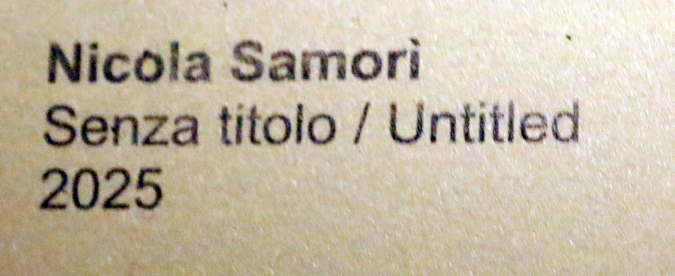 Nicola Samorì
Senza titolo / Untitled
2025